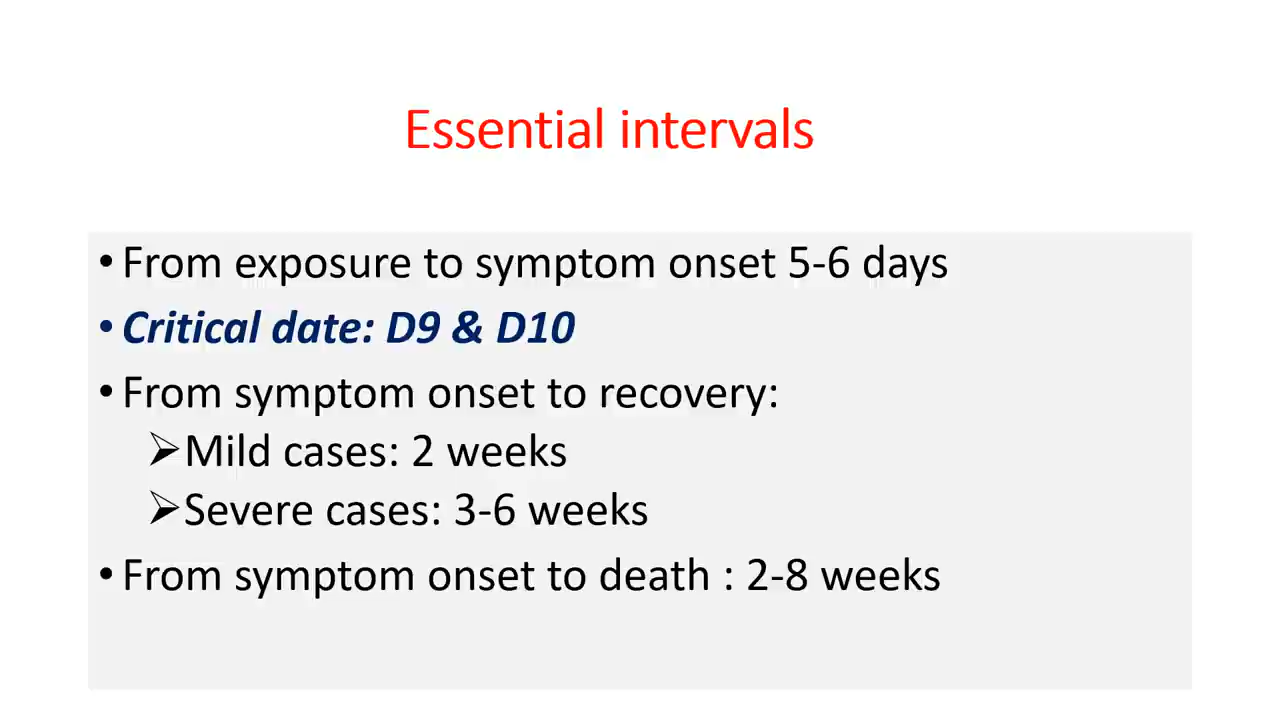 Essential intervals
• From exposure to symptom onset 5-6 days
• Critical date: D9 & D10
• From symptom onset to recovery:
➢Mild cases: 2 weeks
➢Severe cases: 3-6 weeks
• From symptom onset to death : 2-8 weeks